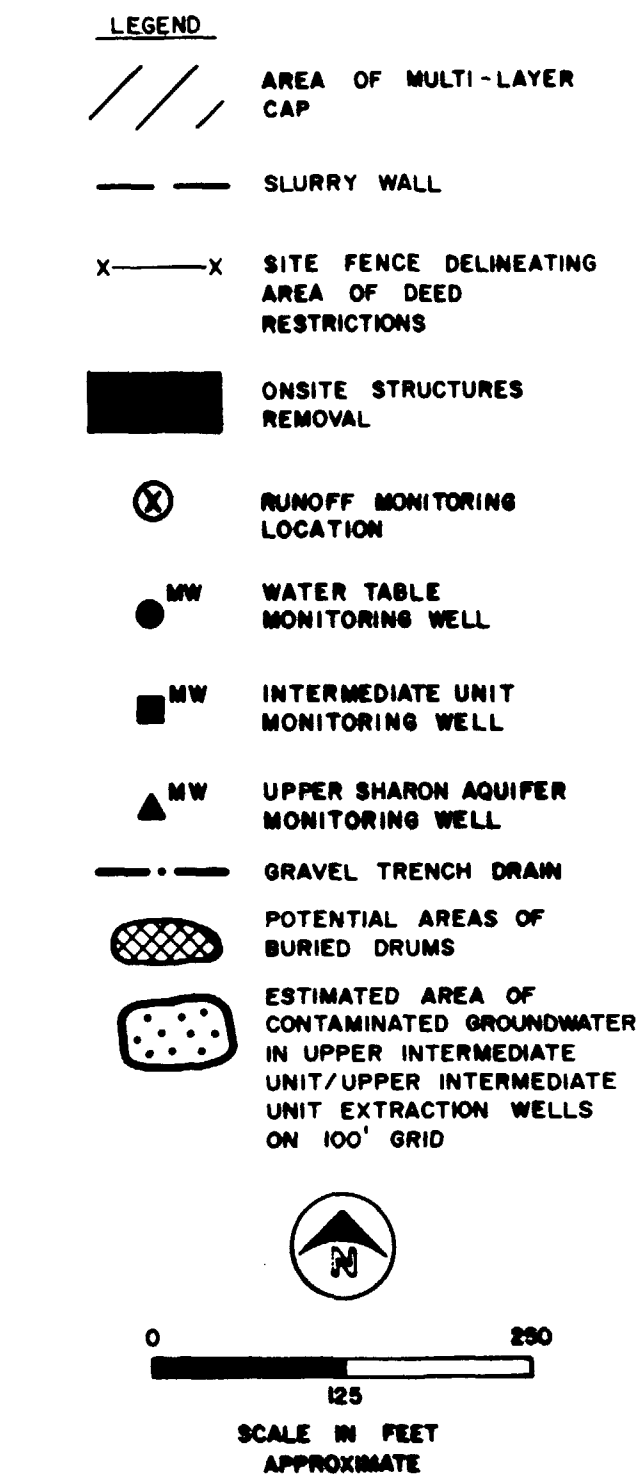 LEGEND
AREA OF MULTI-LAYER
CAP
SLURRY WALL
X X SITE FENCE DELINEATING
AREA OF DEED
RESTRICTIONS
ONSITE STRUCTURES
REMOVAL
X
RUNOFF MONITORING
LOCATION
MW WATER TABLE
MONITORING WELL
MW INTERMEDIATE UNIT
MONITORING WELL
MW UPPER SHARON AQUIFER
MONITORING WELL
GRAVEL TRENCH DRAIN
POTENTIAL AREAS OF
BURIED DRUMS
ESTIMATED AREA OF
CONTAMINATED GROUNDWATER
IN UPPER INTERMEDIATE
UNIT/UPPER INTERMEDIATE
UNIT EXTRACTION WELLS
ON 100' GRID
N
0 250
125
SCALE IN FEET
APPROXIMATE